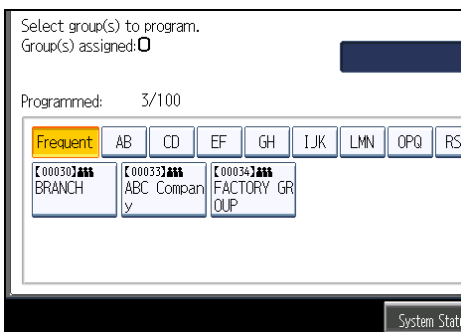 Select group(s) to program.
Group(s) assigned:0
Programmed: 3/100
Frequent AB CD EF GH IJK LMN OPQ RS
【00030】 【00033】 【00034】
BRANCH ABC Compan FACTORY GR
y OUP
System Stat